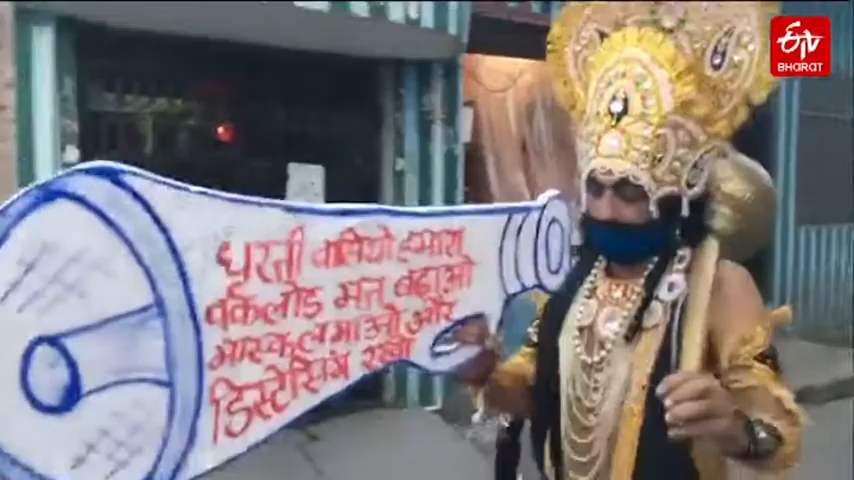 ETV
BHARAT
धरती वालियो हमारा
वर्कलोड मत बढ़ाओ
मास्क लगाओ और
डिस्टेसिंग रखो